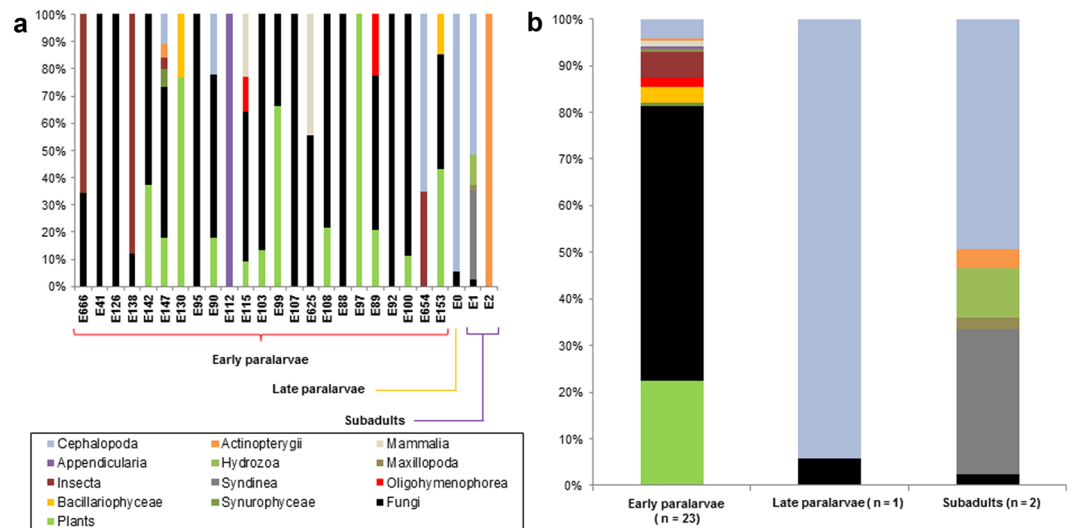 a
100%
90%
80%
70%
60%
50%
40%
30%
20%
10%
0%
E666
E41
E126
E138
E142
E147
E130
E95
E90
E112
E115
E103
E99
E107
E625
E108
E88
E97
E89
E92
E100
E654
E153
E0
E1
E2
Early paralarvae
Late paralarvae
Subadults
Cephalopoda
Actinopterygii
Mammalia
Appendicularia
Hydrozoa
Maxillopoda
Insecta
Syndinea
Oligohymenophorea
Bacillariophyceae
Synurophyceae
Fungi
Plants
b
100%
90%
80%
70%
60%
50%
40%
30%
20%
10%
0%
Early paralarvae
( n = 23)
Late paralarvae ( n = 1)
Subadults ( n = 2)